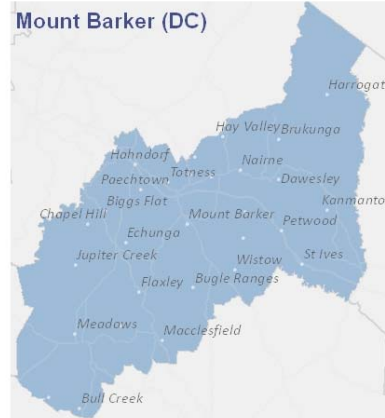 Mount Barker (DC)
Harrogat
Hay Valley
Brukunga
Hahndorf
Totness
Nairne
Paechtown
Dawesley
Biggs Flat
Kanmanto
Chapel Hill
Mount Barker
Petwood
Echunga
Jupiter Creek
Wistow
St Ives
Flaxley
Bugle Ranges
Meadows
Macclesfield
Bull Creek